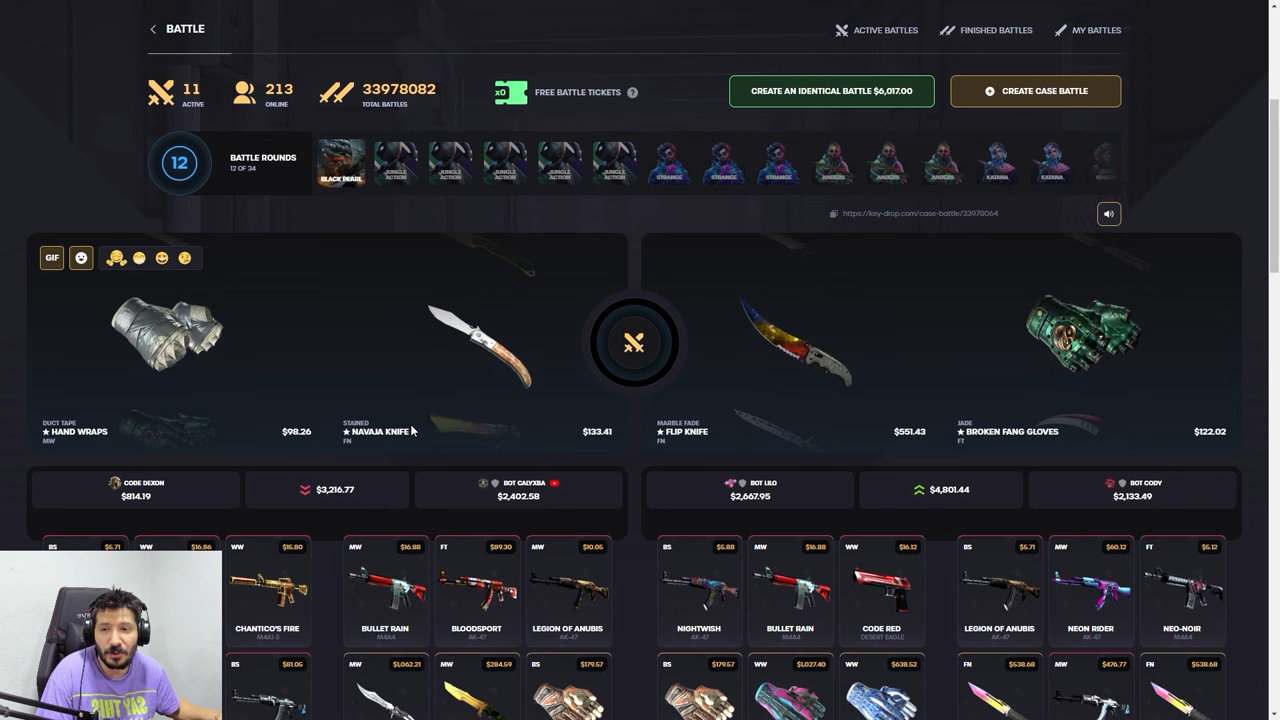 BATTLE
ACTIVE BATTLES
FINISHED BATTLES
MY BATTLES
11
ACTIVE
213
ONLINE
33978082
TOTAL BATTLES
x0
FREE BATTLE TICKETS ?
CREATE AN IDENTICAL BATTLE $6,017.00
CREATE CASE BATTLE
12
BATTLE ROUNDS
12 OF 34
BLACK PEARL
JUNGLE ACTION
JUNGLE ACTION
JUNGLE ACTION
JUNGLE ACTION
JUNGLE ACTION
STRANGE
STRANGE
STRANGE
ANDERS
ANDERS
ANDERS
KATANA
KATANA
https://key-drop.com/case-battle/33978064
GIF
DUCT TAPE
★ HAND WRAPS
MW
$98.26
STAINED
★ NAVAJA KNIFE
FN
$133.41
MARBLE FADE
★ FLIP KNIFE
FN
$551.43
JADE
★ BROKEN FANG GLOVES
FT
$122.02
CODE DEXON
$814.19
$3,216.77
BOT CALYXBA
$2,402.58
BOT LILO
$2,667.95
$4,801.44
BOT CODY
$2,133.49
BS $5.71
WW $16.86
WW $15.80
MW $16.88
FT $89.30
MW $10.05
BS $5.88
MW $16.88
WW $16.12
BS $5.71
MW $60.12
FT $5.12
CHANTICO'S FIRE
M4A1-S
BULLET RAIN
M4A4
BLOODSPORT
AK-47
LEGION OF ANUBIS
AK-47
NIGHTWISH
AK-47
BULLET RAIN
M4A4
CODE RED
DESERT EAGLE
LEGION OF ANUBIS
AK-47
NEON RIDER
AK-47
NEO-NOIR
M4A4
BS $81.05
MW $1,062.21
MW $284.59
BS $179.57
BS $179.57
WW $1,027.40
WW $638.52
FN $538.68
MW $476.77
FN $538.68